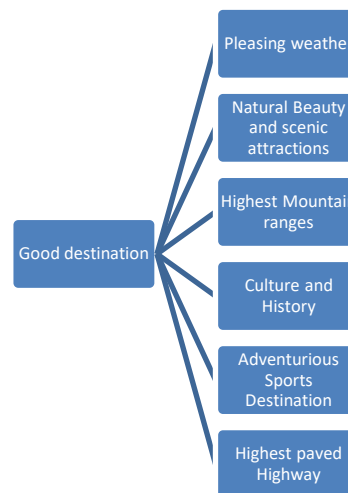 Pleasing weathe
Natural Beauty
and scenic
attractions
Highest Mountai
ranges
Good destination
Culture and
History
Adventurious
Sports
Destination
Highest paved
Highway